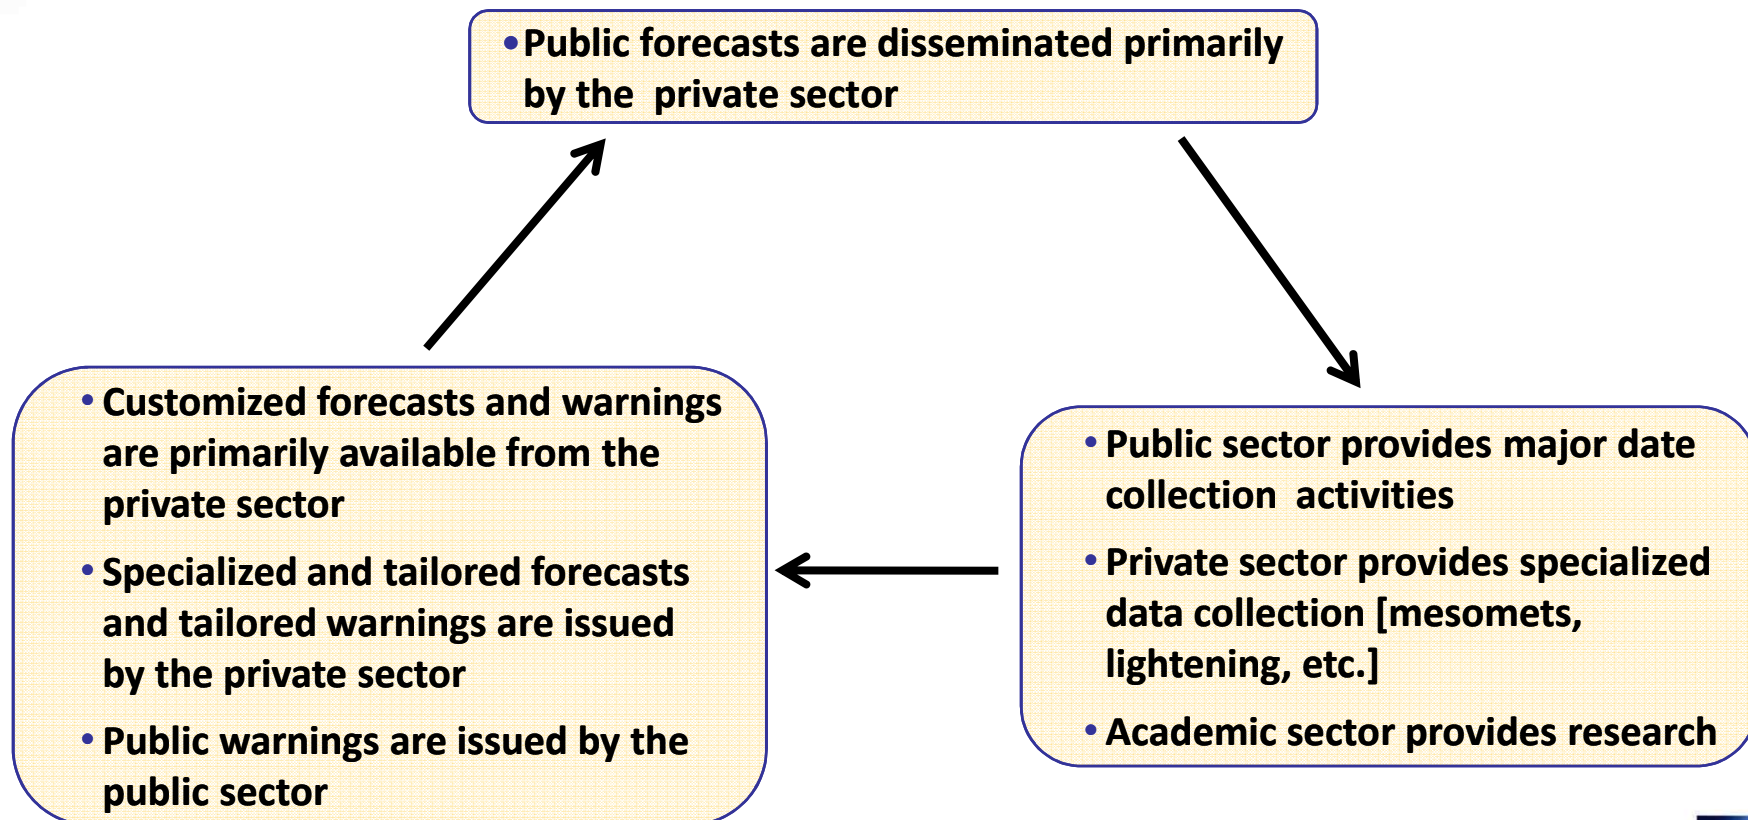 •Public forecasts are disseminated primarily
by the private sector
• Customized forecasts and warnings
are primarily available from the
private sector
• Specialized and tailored forecasts
and tailored warnings are issued
by the private sector
• Public warnings are issued by the
public sector
• Public sector provides major date
collection activities
• Private sector provides specialized
data collection [mesomets,
lightening, etc.]
• Academic sector provides research